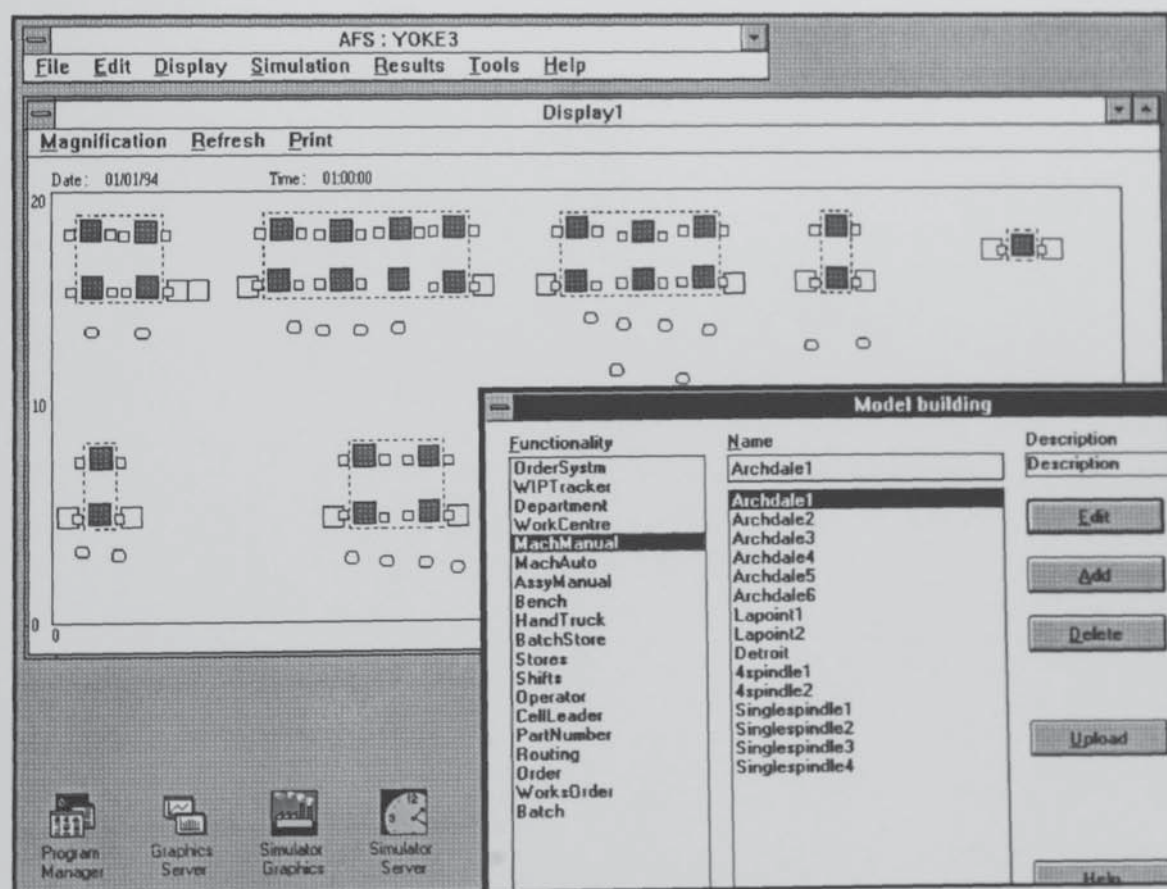 AFS : YOKE3
File Edit Display Simulation Results Tools Help
Display1
Magnification Refresh Print
Date : 01/01/94 Time : 01:00:00
20
10
0
0
Model building
Functionality
OrderSystm
WIPTracker
Department
WorkCentre
MachManual
MachAuto
AssyManual
Bench
HandTruck
BatchStore
Stores
Shifts
Operator
CellLeader
PartNumber
Routing
Order
WorksOrder
Batch
Name
Archdale1
Archdale1
Archdale2
Archdale3
Archdale4
Archdale5
Archdale6
Lapoint1
Lapoint2
Detroit
4spindle1
4spindle2
Singlespindle1
Singlespindle2
Singlespindle3
Singlespindle4
Description
Description
Edit
Add
Delete
Upload
Help
Program
Manager
Graphics
Server
Simulator
Graphics
Simulator
Server